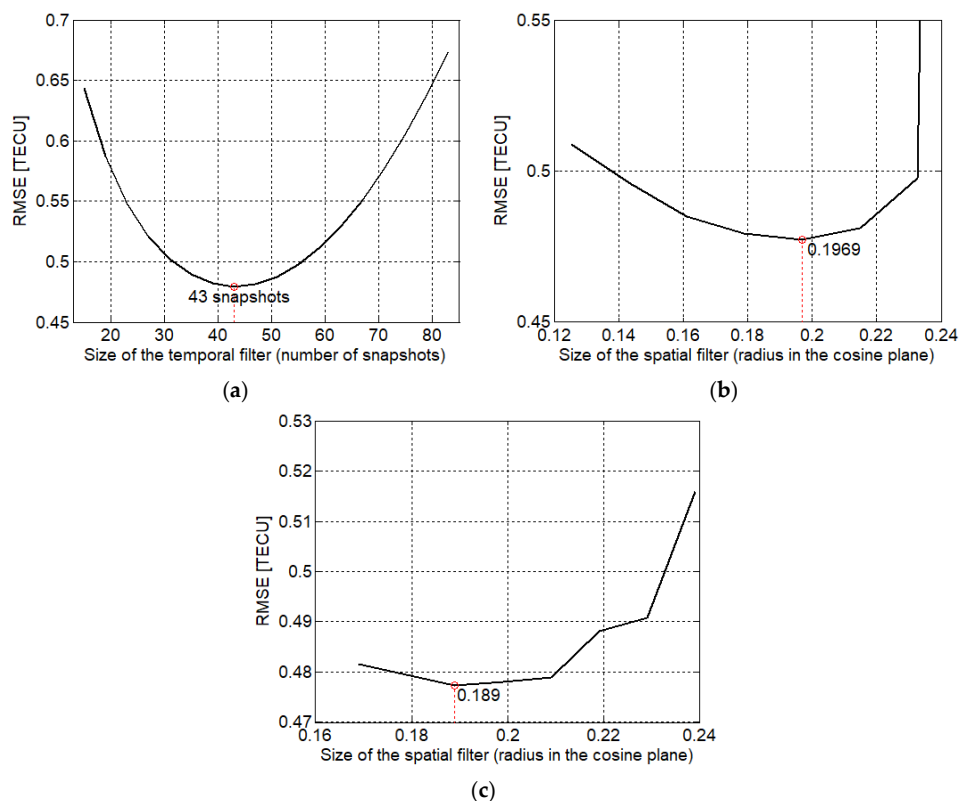 0.7
0.65
0.6
0.55
0.5
0.45
RMSE [TECU]
43 snapshots
20 30 40 50 60 70 80
Size of the temporal filter (number of snapshots)
(a)
0.55
0.5
0.45
RMSE [TECU]
0.1969
0.12 0.14 0.16 0.18 0.2 0.22 0.24
Size of the spatial filter (radius in the cosine plane)
(b)
0.53
0.52
0.51
0.5
0.49
0.48
0.47
RMSE [TECU]
0.189
0.16 0.18 0.2 0.22 0.24
Size of the spatial filter (radius in the cosine plane)
(c)